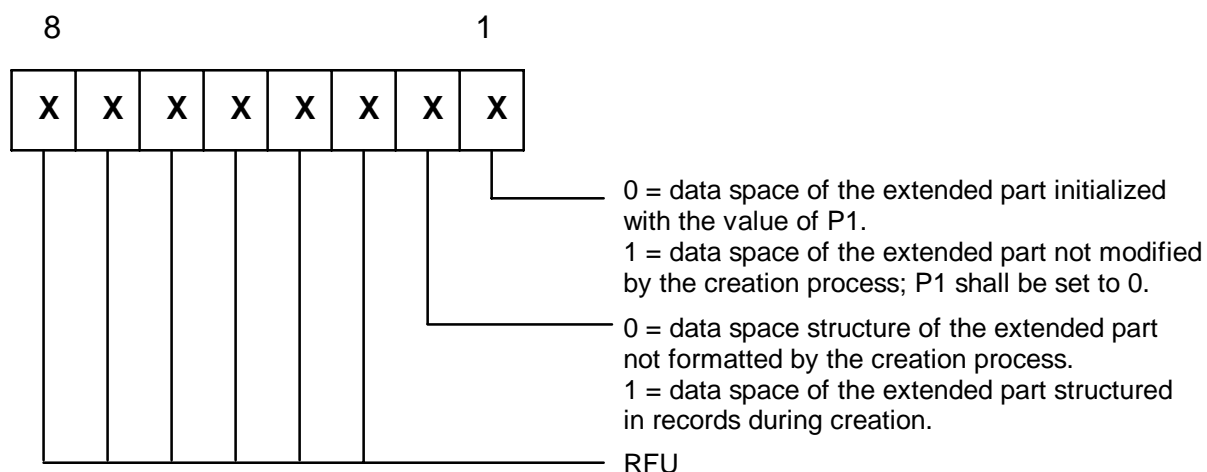 8 1
X X X X X X X X
0 = data space of the extended part initialized
with the value of P1.
1 = data space of the extended part not modified
by the creation process; P1 shall be set to 0.
0 = data space structure of the extended part
not formatted by the creation process.
1 = data space of the extended part structured
in records during creation.
RFU